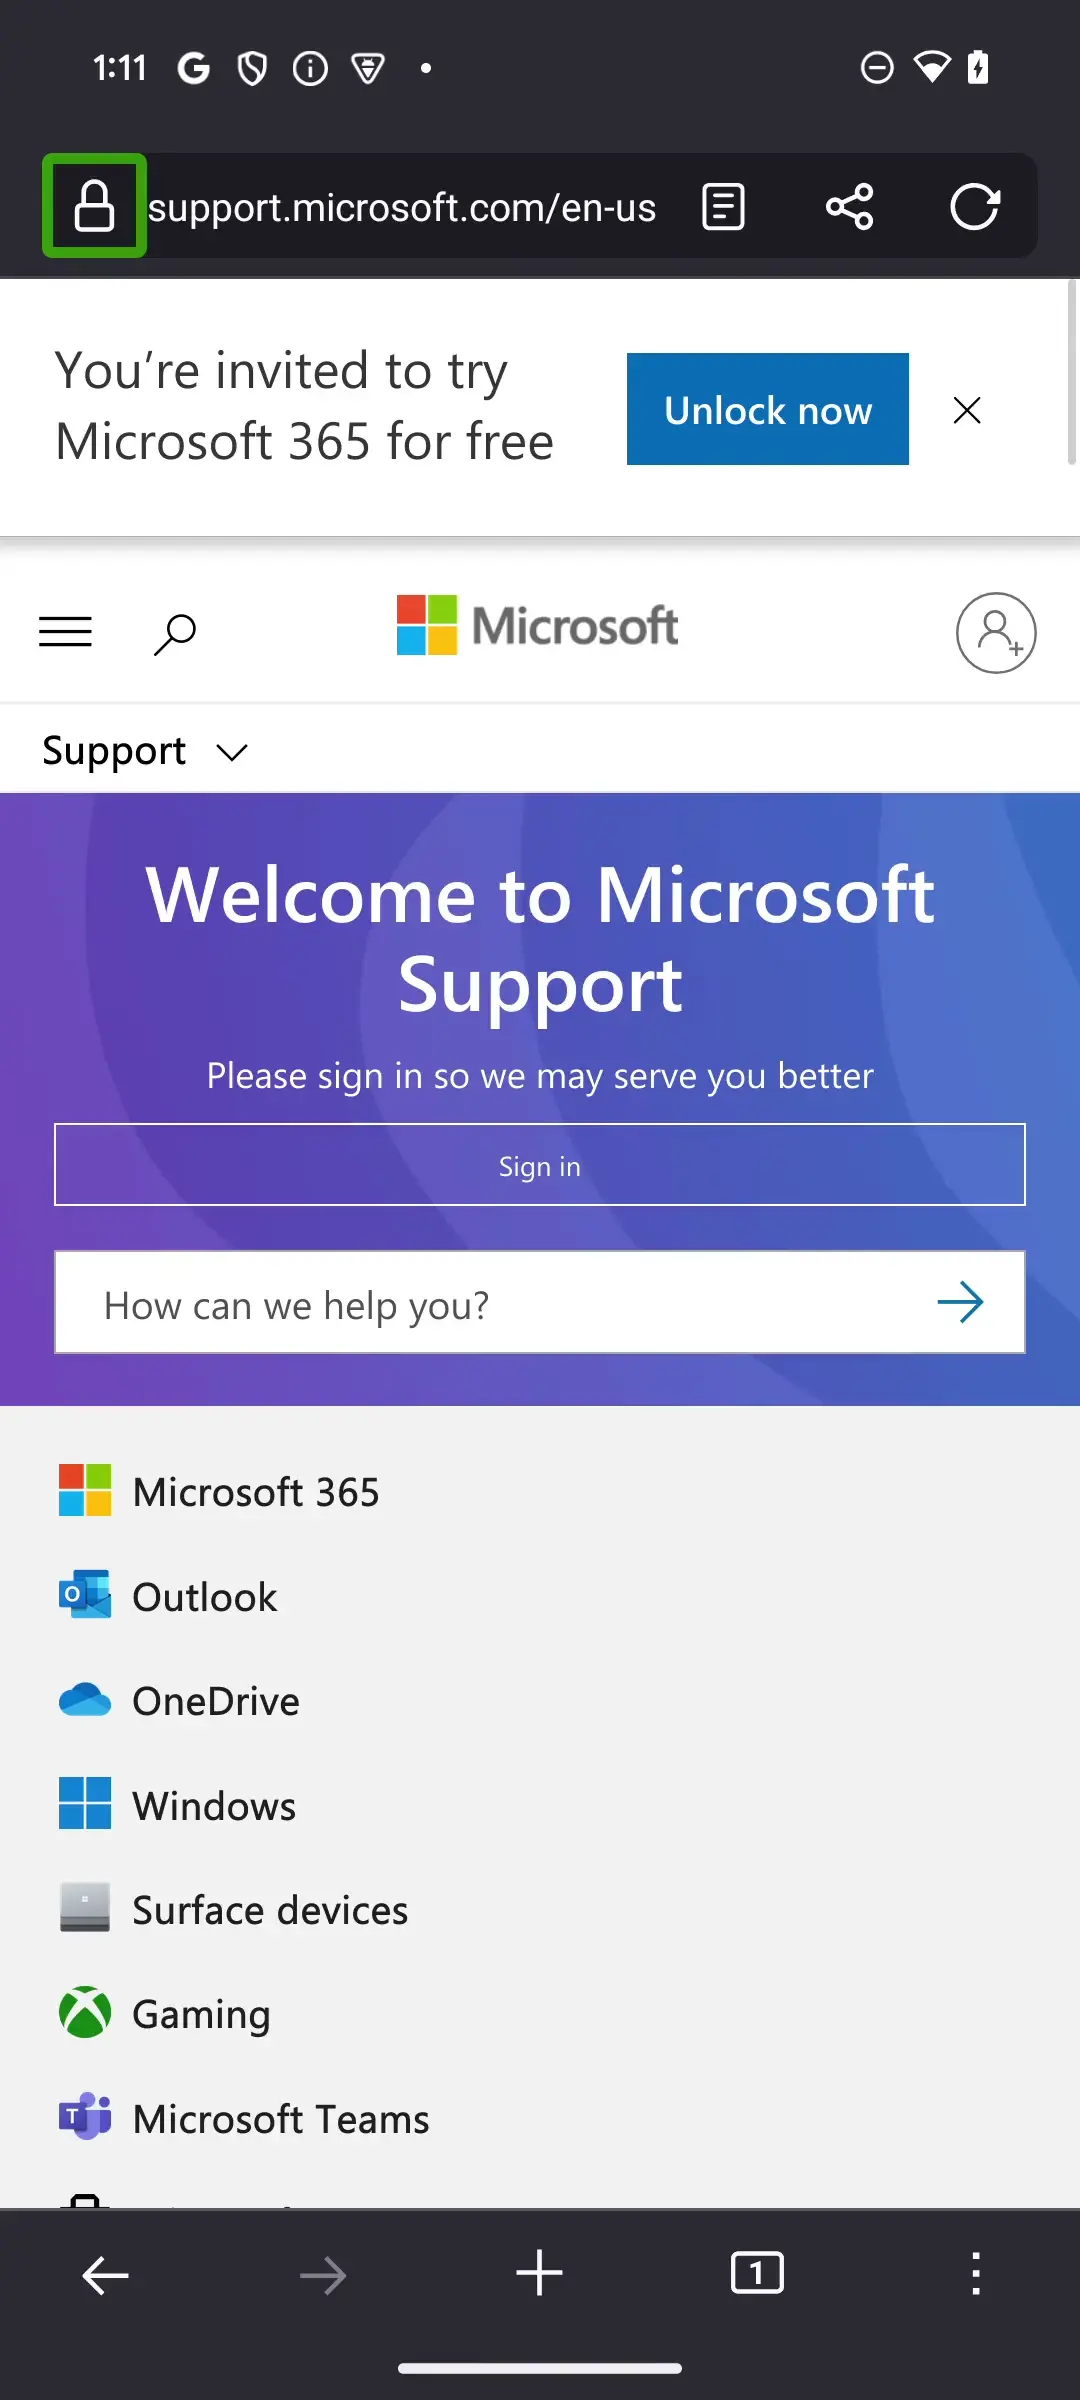 1:11
support.microsoft.com/en-us
You're invited to try
Microsoft 365 for free
Unlock now
Microsoft
Support
Welcome to Microsoft
Support
Please sign in so we may serve you better
Sign in
How can we help you?
Microsoft 365
Outlook
OneDrive
Windows
Surface devices
Gaming
Microsoft Teams
1